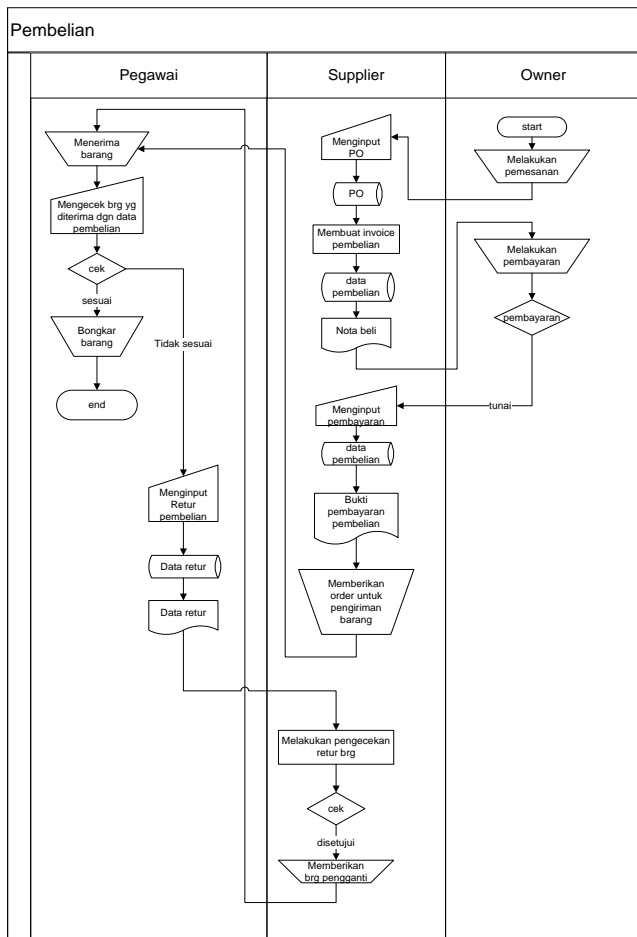 Pembelian
Pegawai
Supplier
Owner
start
Melakukan
pemesanan
Menginput
PO
PO
Membuat invoice
pembelian
data
pembelian
Nota beli
Melakukan
pembayaran
pembayaran
tunai
Menginput
pembayaran
data
pembelian
Bukti
pembayaran
pembelian
Memberikan
order untuk
pengiriman
barang
Menerima
barang
Mengecek brg yg
diterima dgn data
pembelian
cek
sesuai
Bongkar
barang
end
Tidak sesuai
Menginput
Retur
pembelian
Data retur
Data retur
Melakukan pengecekan
retur brg
cek
disetujui
Memberikan
brg pengganti